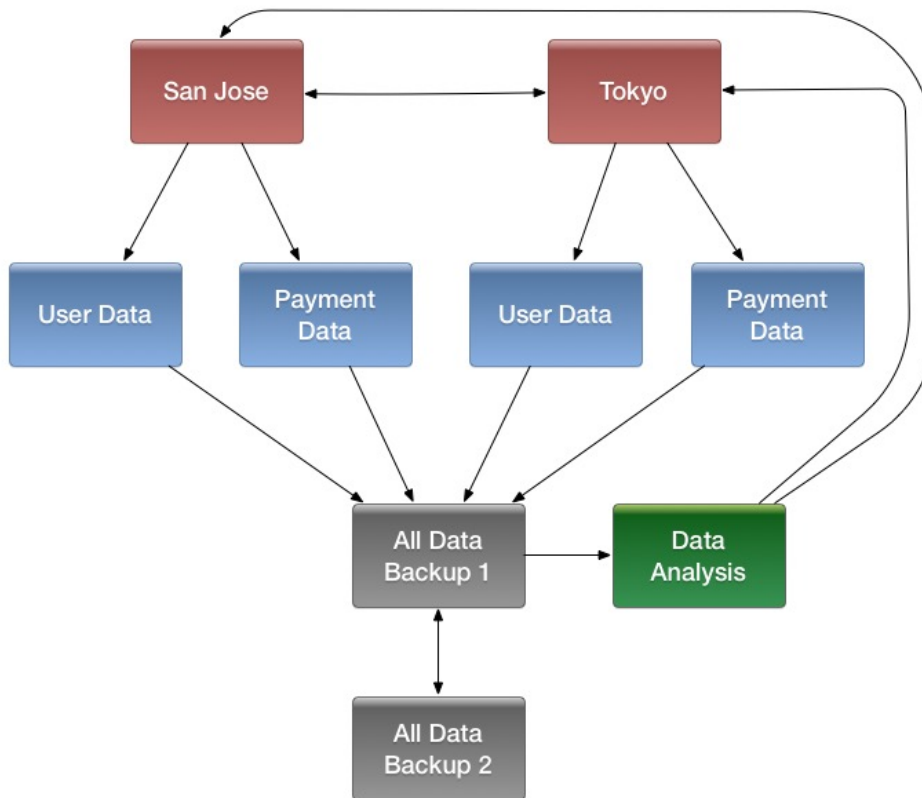 San Jose
Tokyo
User Data
Payment
Data
User Data
Payment
Data
All Data
Backup 1
Data
Analysis
All Data
Backup 2